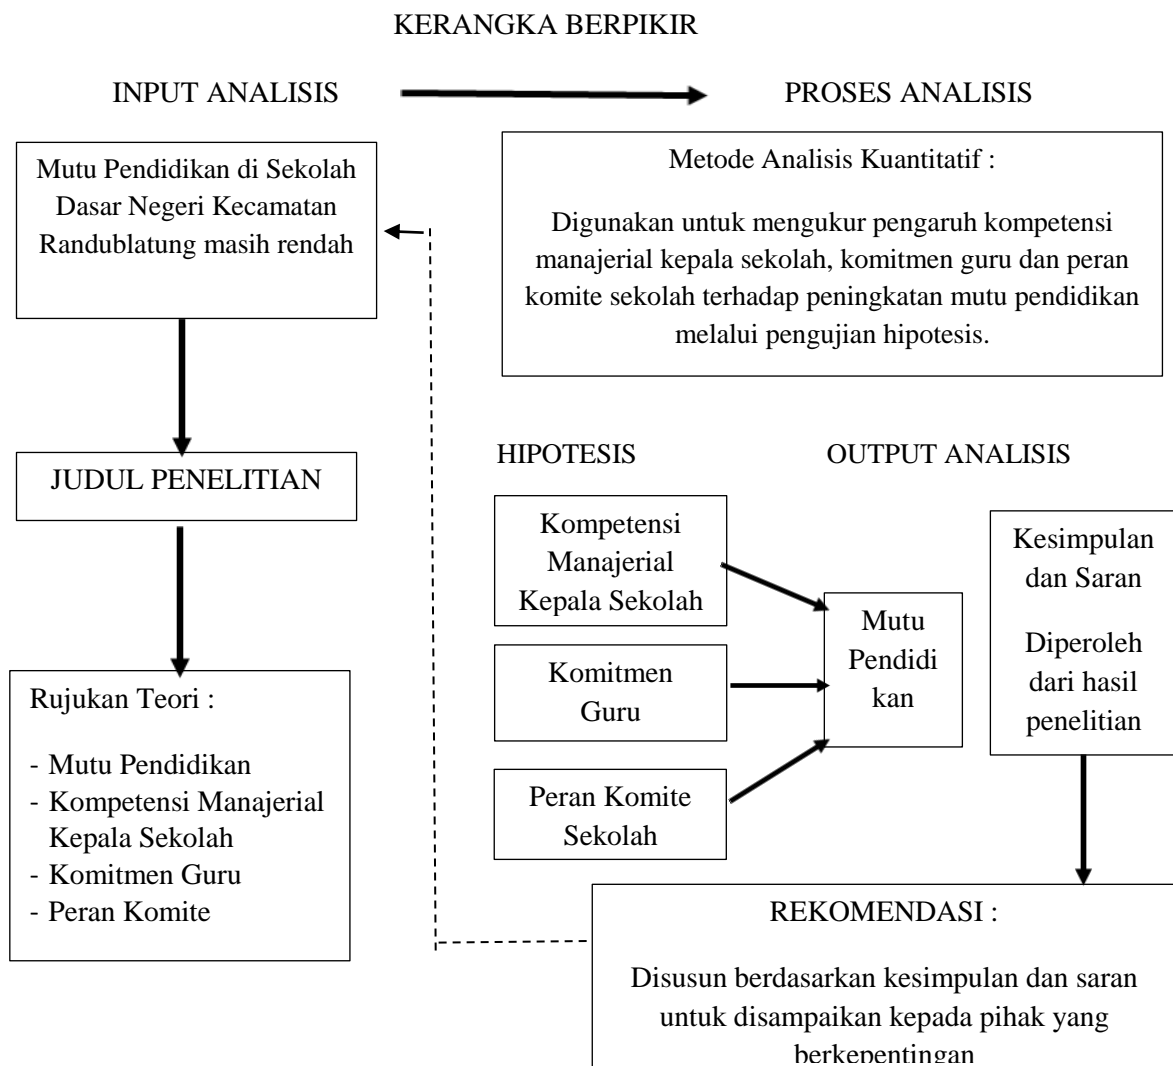 KERANGKA BERPIKIR
INPUT ANALISIS
PROSES ANALISIS
Mutu Pendidikan di Sekolah
Dasar Negeri Kecamatan
Randublatung masih rendah
Metode Analisis Kuantitatif :
Digunakan untuk mengukur pengaruh kompetensi
manajerial kepala sekolah, komitmen guru dan peran
komite sekolah terhadap peningkatan mutu pendidikan
melalui pengujian hipotesis.
JUDUL PENELITIAN
Rujukan Teori :
- Mutu Pendidikan
- Kompetensi Manajerial
Kepala Sekolah
- Komitmen Guru
- Peran Komite
HIPOTESIS
OUTPUT ANALISIS
Kompetensi
Manajerial
Kepala Sekolah
Komitmen
Guru
Peran Komite
Sekolah
Mutu
Pendidi
kan
Kesimpulan
dan Saran
Diperoleh
dari hasil
penelitian
REKOMENDASI :
Disusun berdasarkan kesimpulan dan saran
untuk disampaikan kepada pihak yang
berkepentingan